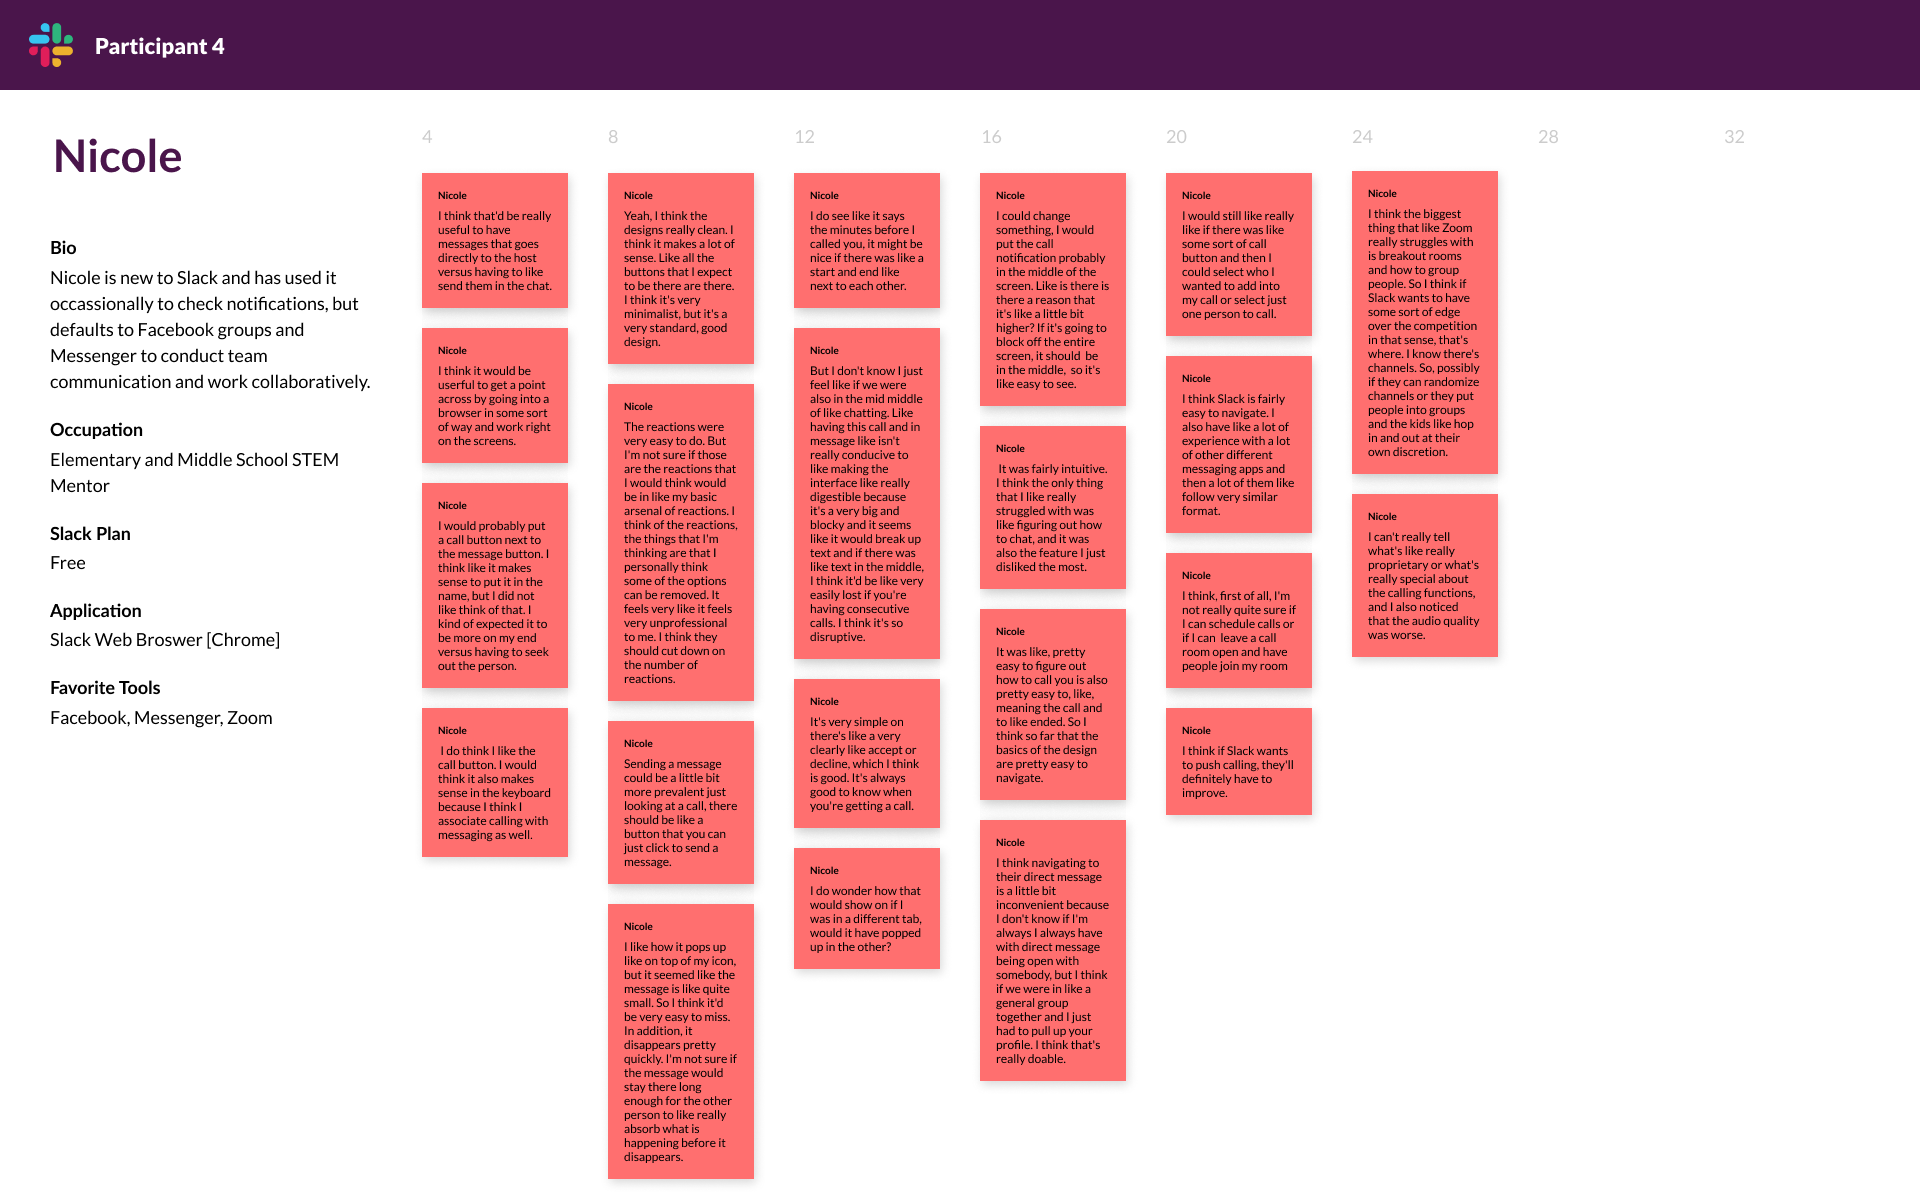 Participant 4
Nicole
Bio
Nicole is new to Slack and has used it
occassionally to check notifications, but
defaults to Facebook groups and
Messenger to conduct team
communication and work collaboratively.
Occupation
Elementary and Middle School STEM
Mentor
Slack Plan
Free
Application
Slack Web Broswer [Chrome]
Favorite Tools
Facebook, Messenger, Zoom
4
Nicole
I think that'd be really
useful to have
messages that goes
directly to the host
versus having to like
send them in the chat.
Nicole
I think it would be
userful to get a point
across by going into a
browser in some sort
of way and work right
on the screens.
Nicole
I would probably put
a call button next to
the message button. I
think like it makes
sense to put it in the
name, but I did not
like think of that. I
kind of expected it to
be more on my end
versus having to seek
out the person.
Nicole
I do think I like the
call button. I would
think it also makes
sense in the keyboard
because I think I
associate calling with
messaging as well.
8
Nicole
Yeah, I think the
designs really clean. I
think it makes a lot of
sense. Like all the
buttons that I expect
to be there are there.
I think it's very
minimalist, but it's a
very standard, good
design.
Nicole
The reactions were
very easy to do. But
I'm not sure if those
are the reactions that
I would think would
be in like my basic
arsenal of reactions. I
think of the reactions,
the things that I'm
thinking are that I
personally think
some of the options
can be removed. It
feels very like it feels
very unprofessional
to me. I think they
should cut down on
the number of
reactions.
Nicole
Sending a message
could be a little bit
more prevalent just
looking at a call, there
should be like a
button that you can
just click to send a
message.
Nicole
I like how it pops up
like on top of my icon,
but it seemed like the
message is like quite
small. So I think it'd
be very easy to miss.
In addition, it
disappears pretty
quickly. I'm not sure if
the message would
stay there long
enough for the other
person to like really
absorb what is
happening before it
disappears.
12
Nicole
I do see like it says
the minutes before I
called you, it might be
nice if there was like a
start and end like
next to each other.
Nicole
But I don't know I just
feel like if we were
also in the mid middle
of like chatting. Like
having this call and in
message like isn't
really conducive to
like making the
interface like really
digestible because
it's a very big and
blocky and it seems
like it would break up
text and if there was
like text in the middle,
I think it'd be like very
easily lost if you're
having consecutive
calls. I think it's so
disruptive.
Nicole
It's very simple on
there's like a very
clearly like accept or
decline, which I think
is good. It's always
good to know when
you're getting a call.
Nicole
I do wonder how that
would show on if I
was in a different tab,
would it have popped
up in the other?
16
Nicole
I could change
something, I would
put the call
notification probably
in the middle of the
screen. Like is there is
there a reason that
it's like a little bit
higher? If it's going to
block off the entire
screen, it should  be
in the middle,  so it's
like easy to see.
Nicole
It was fairly intuitive.
I think the only thing
that I like really
struggled with was
like figuring out how
to chat, and it was
also the feature I just
disliked the most.
Nicole
It was like, pretty
easy to figure out
how to call you is also
pretty easy to, like,
meaning the call and
to like ended. So I
think so far that the
basics of the design
are pretty easy to
navigate.
Nicole
I think navigating to
their direct message
is a little bit
inconvenient because
I don't know if I'm
always I always have
with direct message
being open with
somebody, but I think
if we were in like a
general group
together and I just
had to pull up your
profile. I think that's
really doable.
20
Nicole
I would still like really
like if there was like
some sort of call
button and then I
could select who I
wanted to add into
my call or select just
one person to call.
Nicole
I think Slack is fairly
easy to navigate. I
also have like a lot of
experience with a lot
of other different
messaging apps and
then a lot of them like
follow very similar
format.
Nicole
I think, first of all, I'm
not really quite sure if
I can schedule calls or
if I can  leave a call
room open and have
people join my room
Nicole
I think if Slack wants
to push calling, they'll
definitely have to
improve.
24
Nicole
I think the biggest
thing that like Zoom
really struggles with
is breakout rooms
and how to group
people. So I think if
Slack wants to have
some sort of edge
over the competition
in that sense, that's
where. I know there's
channels. So, possibly
if they can randomize
channels or they put
people into groups
and the kids like hop
in and out at their
own discretion.
Nicole
I can't really tell
what's like really
proprietary or what's
really special about
the calling functions,
and I also noticed
that the audio quality
was worse.
28
32